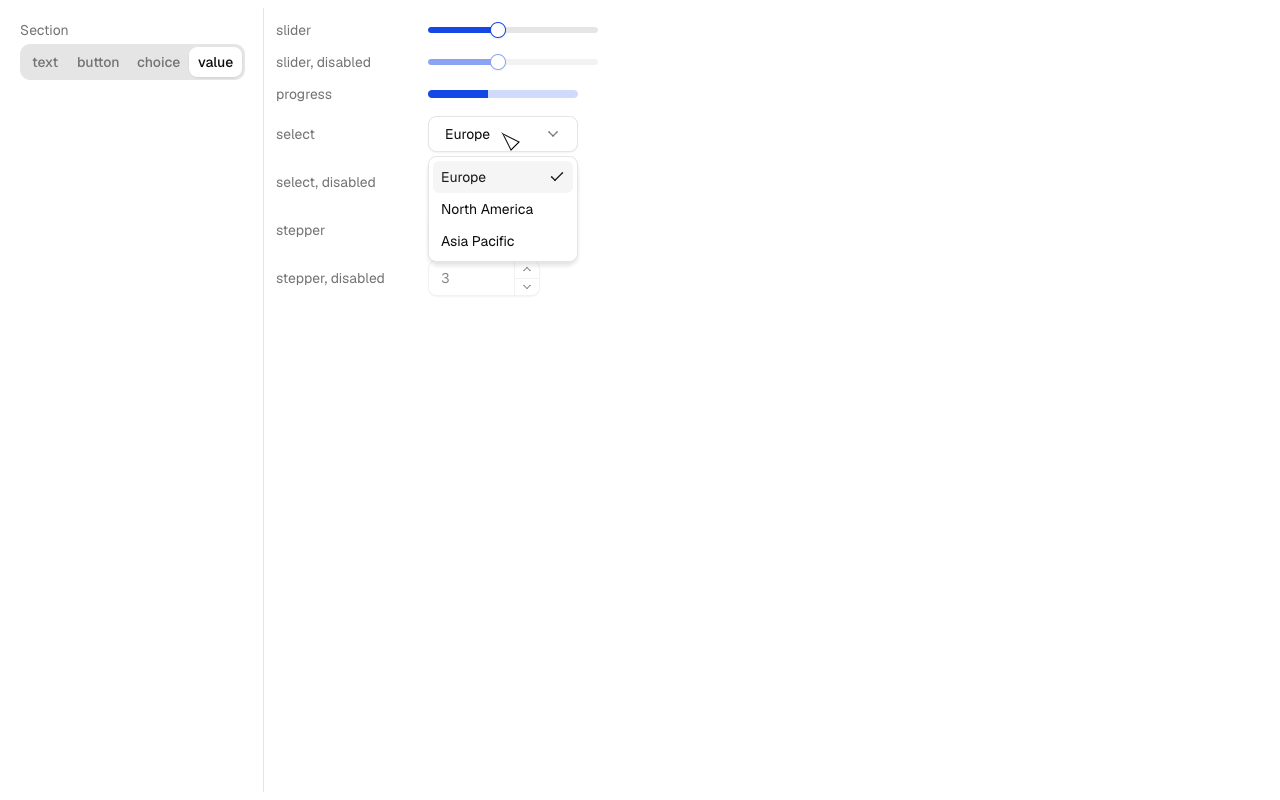 Section
text button choice value
slider
slider, disabled
progress
select Europe
Europe
select, disabled
North America
stepper
Asia Pacific
stepper, disabled 3